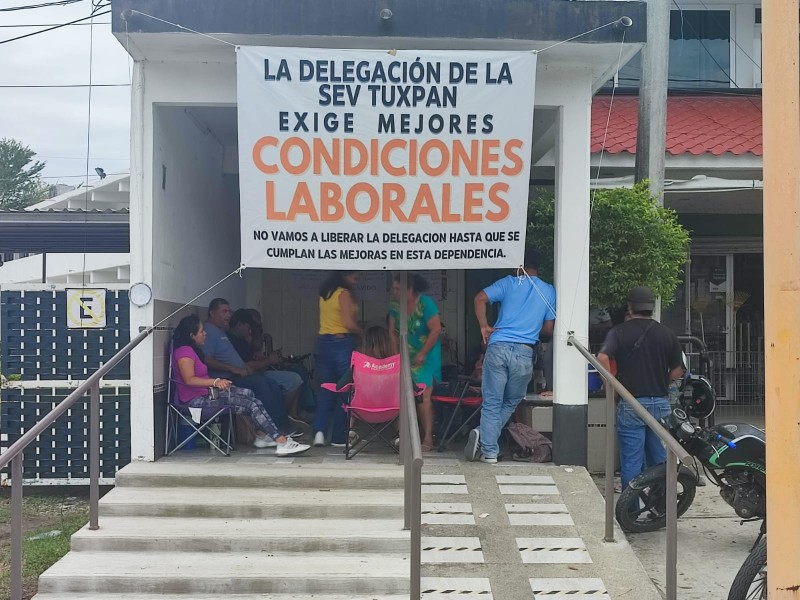 LA DELEGACIÓN DE LA
SEV TUXPAN
EXIGE MEJORES
CONDICIONES
LABORALES
NO VAMOS A LIBERAR LA DELEGACION HASTA QUE SE
CUMPLAN LAS MEJORAS EN ESTA DEPENDENCIA.
E
Academy